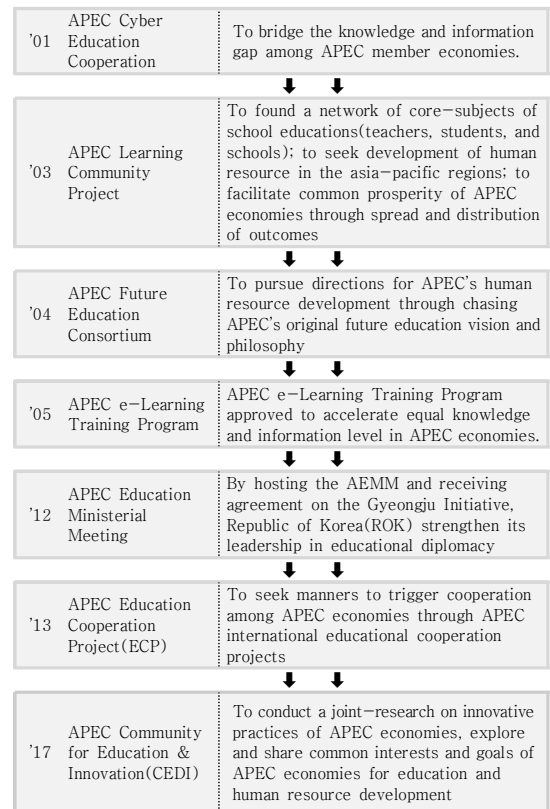 '01
APEC Cyber
Education
Cooperation
To bridge the knowledge and information
gap among APEC member economies.
'03
APEC Learning
Community
Project
To found a network of core-subjects of
school educations(teachers, students, and
schools); to seek development of human
resource in the asia-pacific regions; to
facilitate common prosperity of APEC
economies through spread and distribution
of outcomes
'04
APEC Future
Education
Consortium
To pursue directions for APEC's human
resource development through chasing
APEC's original future education vision and
philosophy
'05
APEC e-Learning
Training Program
APEC e-Learning Training Program
approved to accelerate equal knowledge
and information level in APEC economies.
'12
APEC Education
Ministerial
Meeting
By hosting the AEMM and receiving
agreement on the Gyeongju Initiative,
Republic of Korea(ROK) strengthen its
leadership in educational diplomacy
'13
APEC Education
Cooperation
Project(ECP)
To seek manners to trigger cooperation
among APEC economies through APEC
international educational cooperation
projects
'17
APEC Community
for Education &
Innovation(CEDI)
To conduct a joint-research on innovative
practices of APEC economies, explore
and share common interests and goals of
APEC economies for education and
human resource development